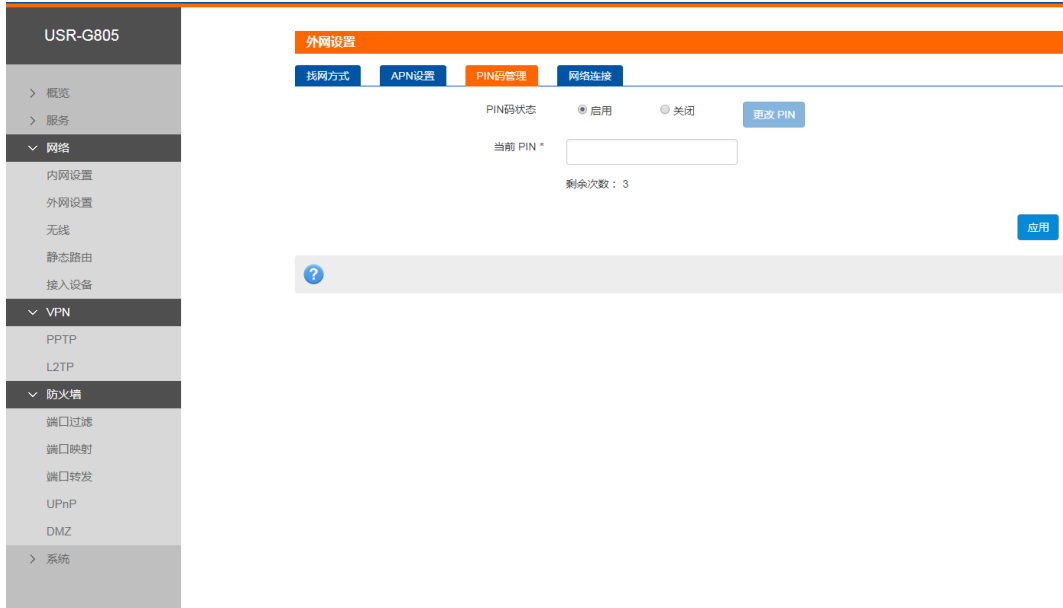 USR-G805
概览
服务
网络
内网设置
外网设置
无线
静态路由
接入设备
VPN
PPTP
L2TP
防火墙
端口过滤
端口映射
端口转发
UPnP
DMZ
系统
外网设置
找网方式 APN设置 PIN码管理 网络连接
PIN码状态 启用 关闭 更改 PIN
当前 PIN *
剩余次数： 3
应用